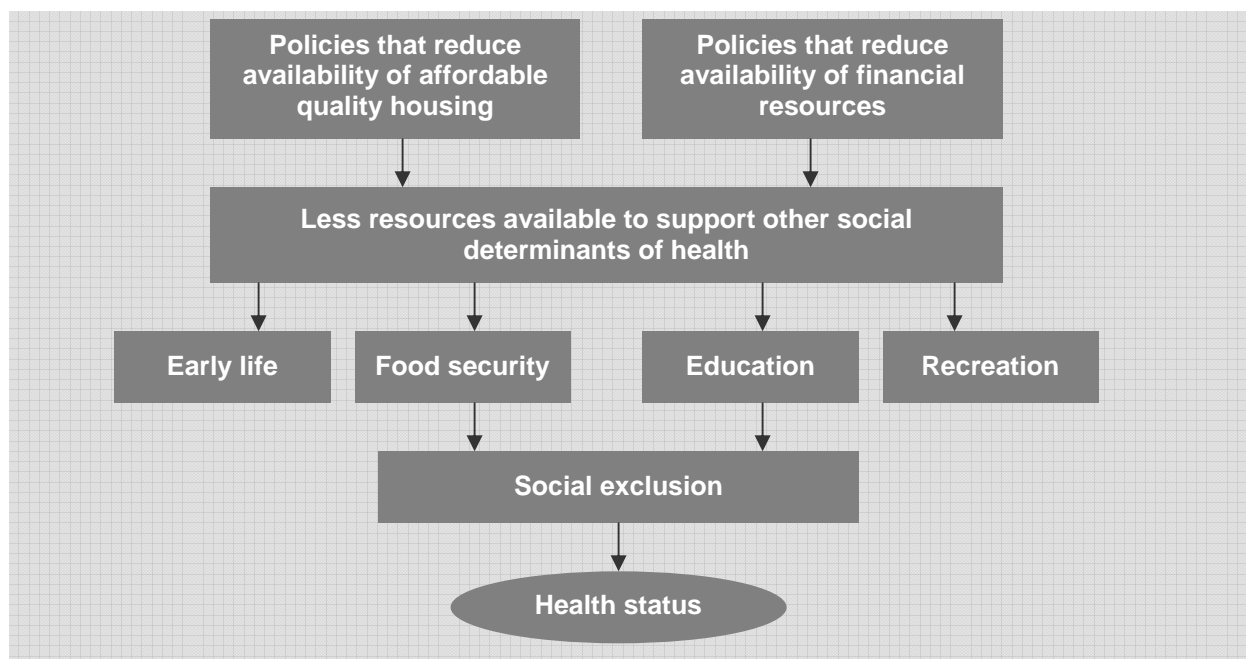 Policies that reduce
availability of affordable
quality housing
Policies that reduce
availability of financial
resources
Less resources available to support other social
determinants of health
Early life
Food security
Education
Recreation
Social exclusion
Health status